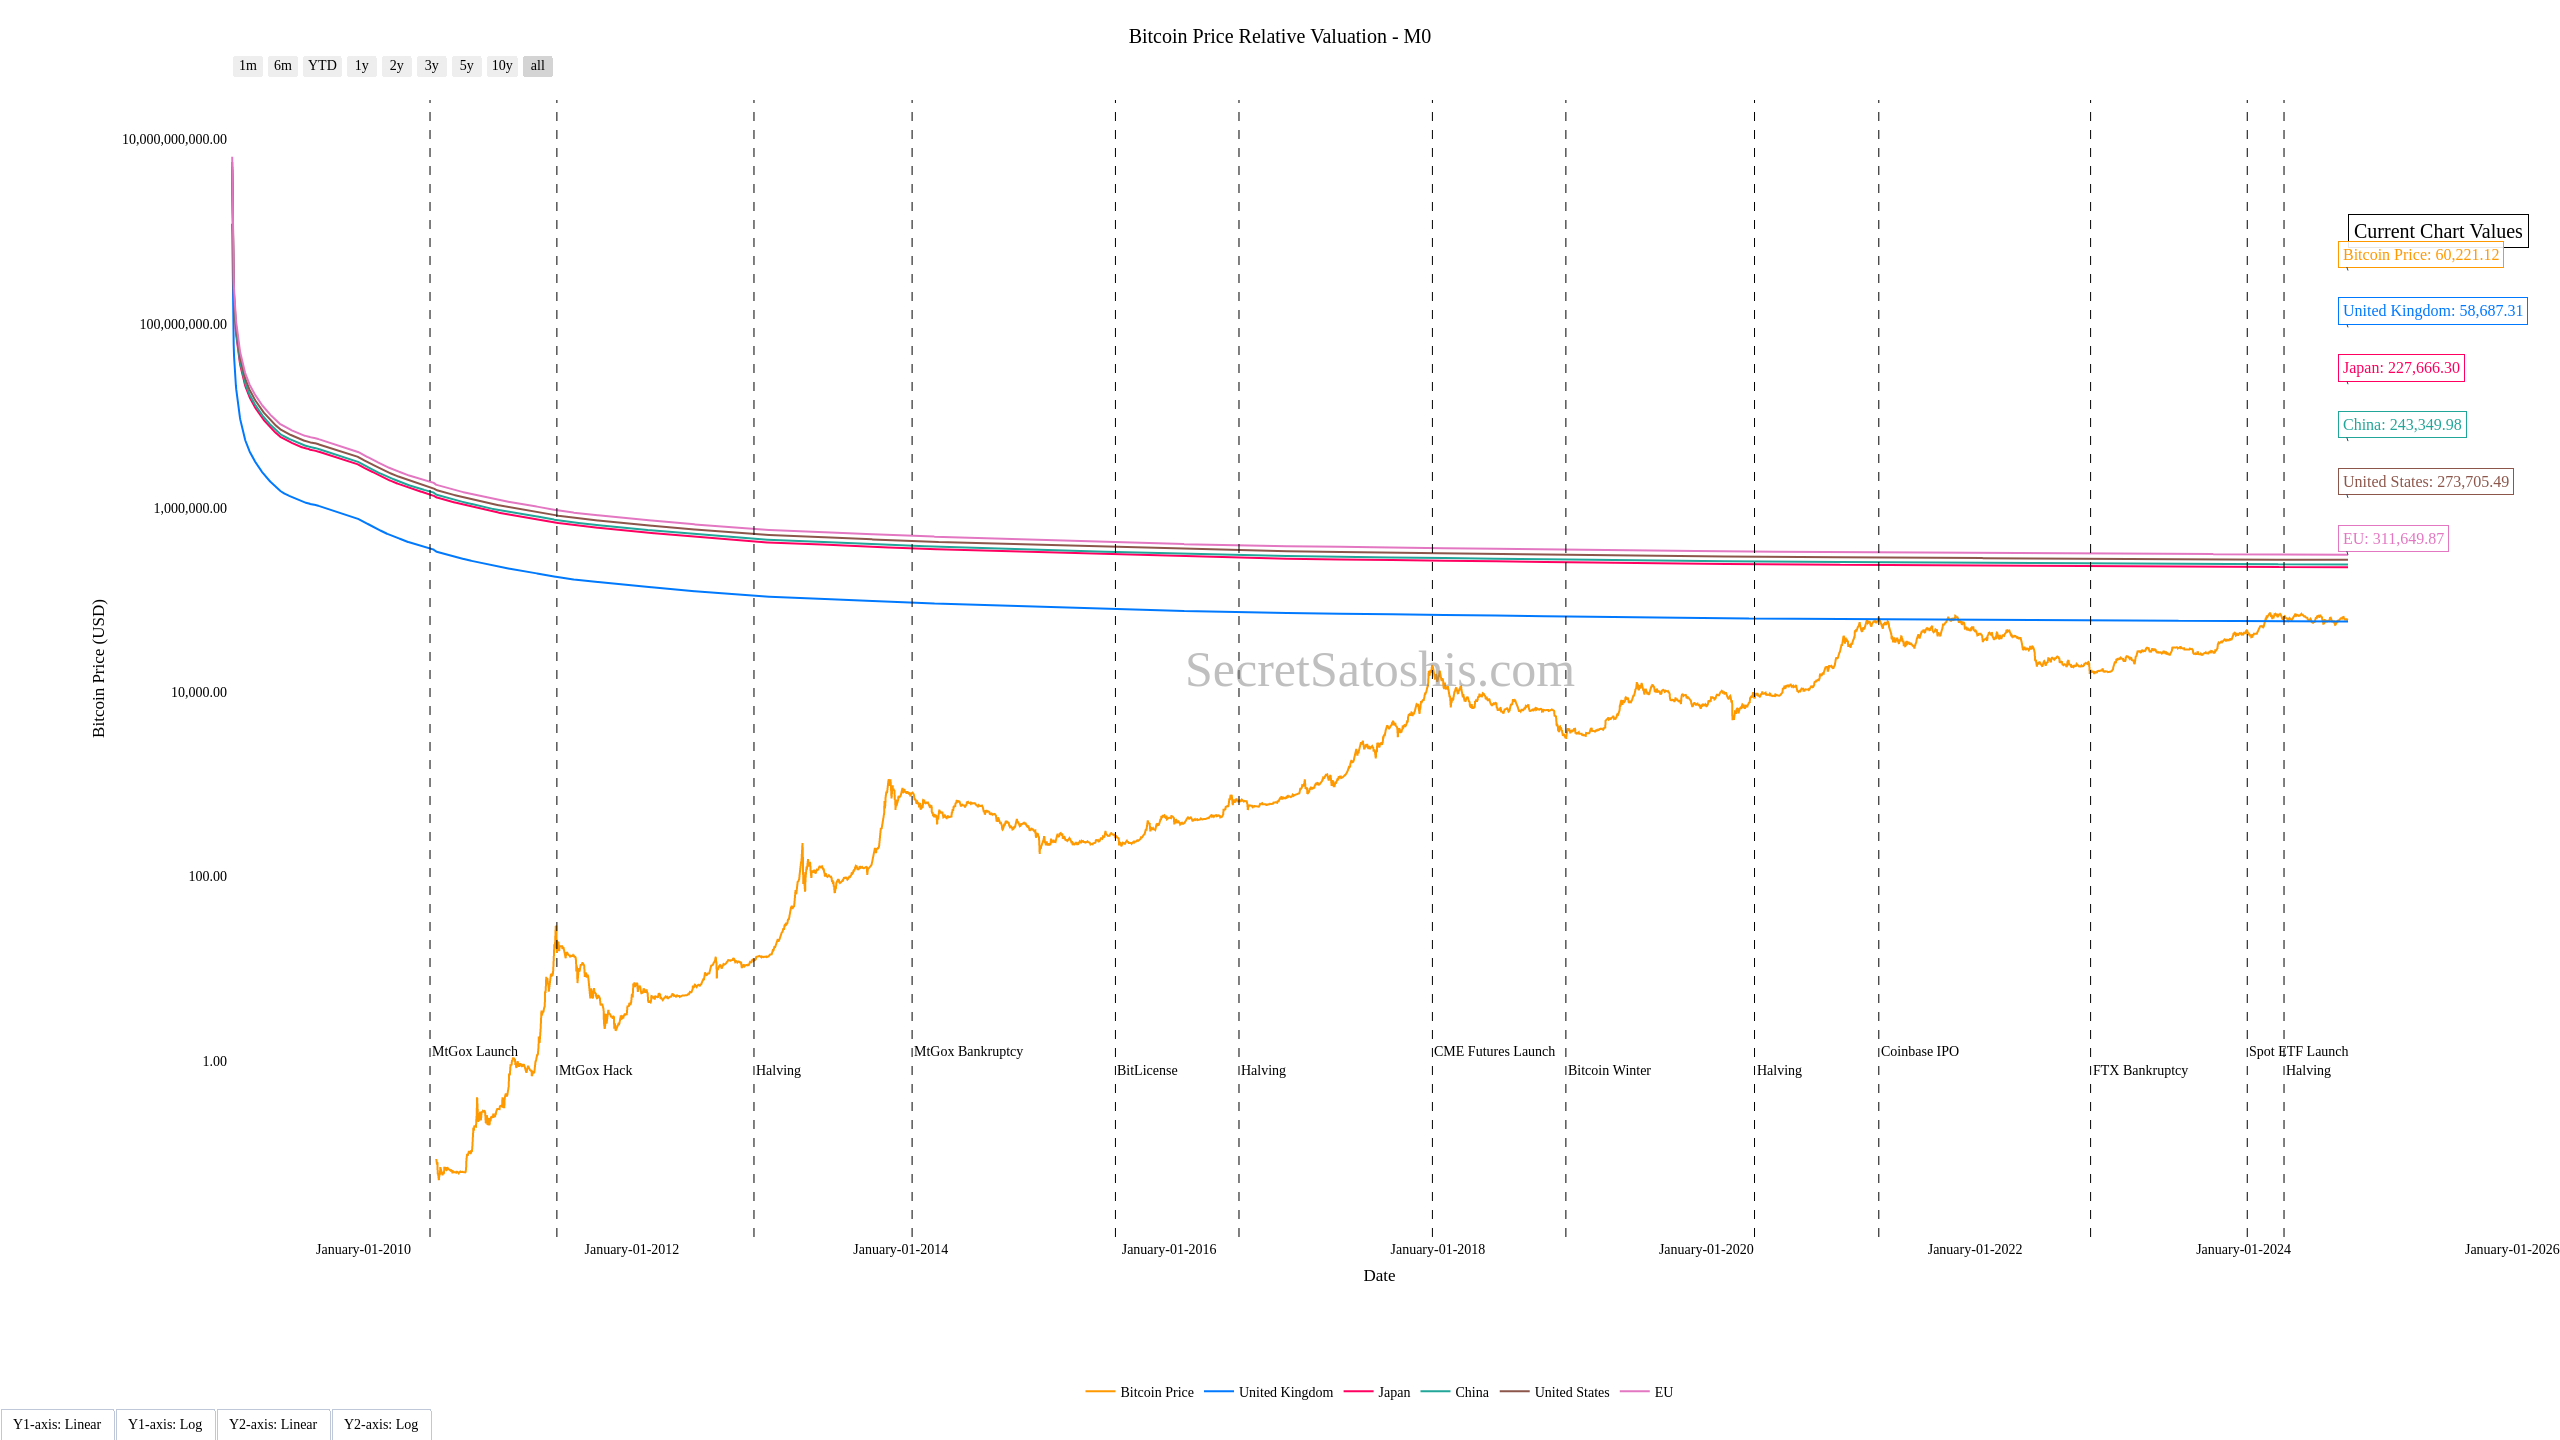 Bitcoin Price Relative Valuation - M0
1m 6m YTD 1y 2y 3y 5y 10y all
10,000,000,000.00
100,000,000.00
1,000,000.00
10,000.00
100.00
1.00
Bitcoin Price (USD)
Current Chart Values
Bitcoin Price: 60,221.12
United Kingdom: 58,687.31
Japan: 227,666.30
China: 243,349.98
United States: 273,705.49
EU: 311,649.87
SecretSatoshis.com
MtGox Launch
MtGox Hack
Halving
MtGox Bankruptcy
BitLicense
Halving
CME Futures Launch
Bitcoin Winter
Halving
Coinbase IPO
FTX Bankruptcy
Spot ETF Launch
Halving
January-01-2010 January-01-2012 January-01-2014 January-01-2016 January-01-2018 January-01-2020 January-01-2022 January-01-2024 January-01-2026
Date
Bitcoin Price United Kingdom Japan China United States EU
Y1-axis: Linear Y1-axis: Log Y2-axis: Linear Y2-axis: Log